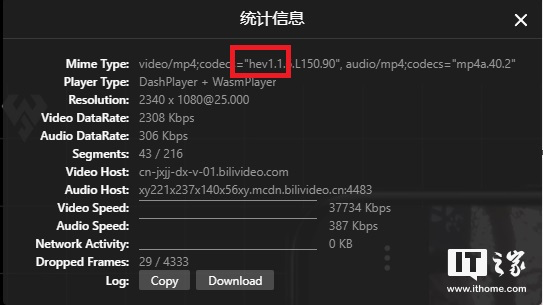 统计信息
Mime Type: video/mp4;codecs="hev1.1.6.L150.90", audio/mp4;codecs="mp4a.40.2"
Player Type: DashPlayer + WasmPlayer
Resolution: 2340 x 1080@25.000
Video DataRate: 2308 Kbps
Audio DataRate: 306 Kbps
Segments: 43 / 216
Video Host: cn-jxjj-dx-v-01.bilivideo.com
Audio Host: xy221x237x140x56xy.mcdn.bilivideo.cn:4483
Video Speed: 37734 Kbps
Audio Speed: 387 Kbps
Network Activity: 0 KB
Dropped Frames: 29 / 4333
Log: Copy Download
IT之家
www.ithome.com